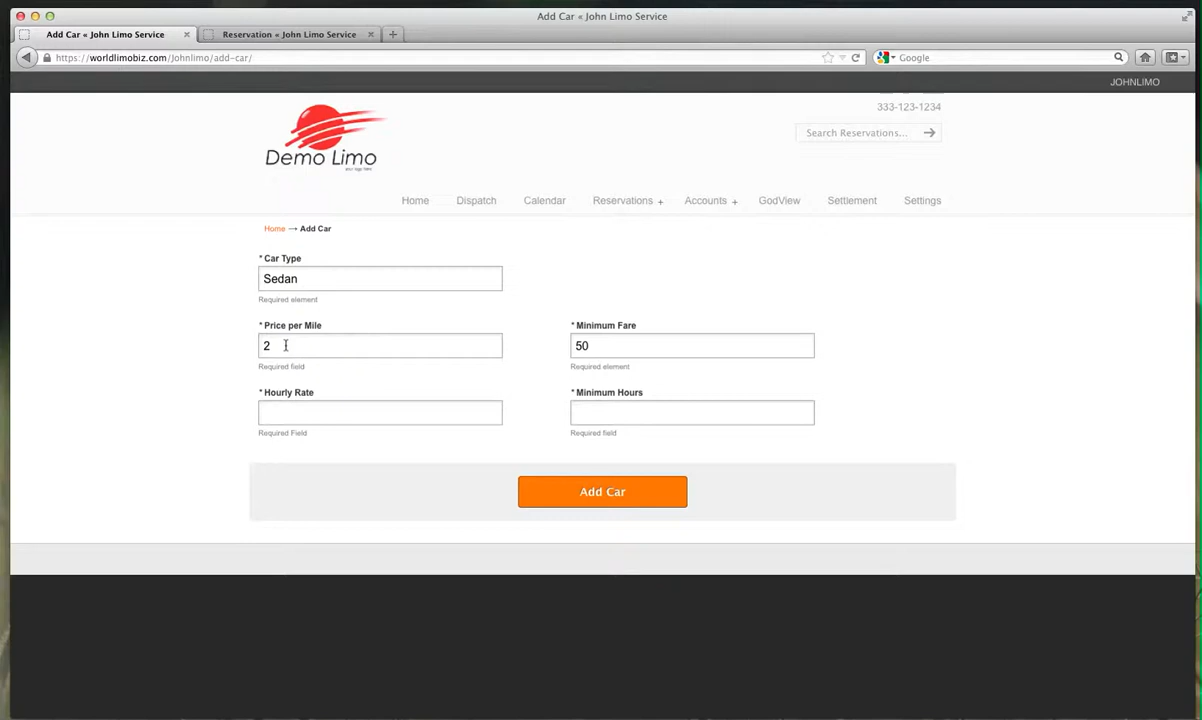 Add Car « John Limo Service
Add Car « John Limo Service
Reservation « John Limo Service
https://worldlimobiz.com/Johnlimo/add-car/
Google
JOHNLIMO
333-123-1234
Search Reservations...
Demo Limo
Home
Dispatch
Calendar
Reservations +
Accounts +
GodView
Settlement
Settings
Home → Add Car
* Car Type
Sedan
Required element
* Price per Mile
* Minimum Fare
2
50
Required field
Required element
* Hourly Rate
* Minimum Hours
Required Field
Required field
Add Car